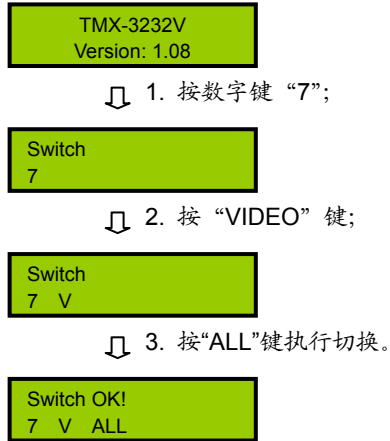 TMX-3232V
Version: 1.08
1. 按数字键“7”;
Switch
7
2. 按“VIDEO”键;
Switch
7 V
3. 按“ALL”键执行切换。
Switch OK!
7 V ALL